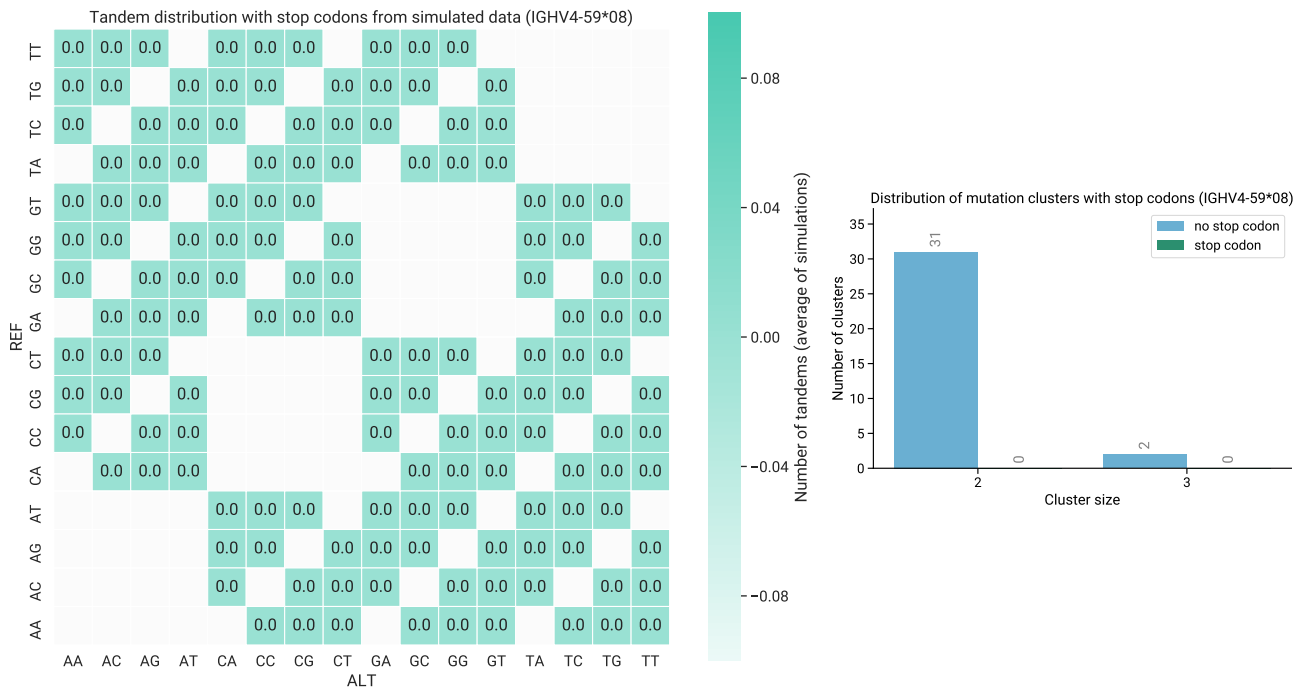 Tandem distribution with stop codons from simulated data (IGHV4-59*08)
TT 0.0 0.0 0.0 0.0 0.0 0.0 0.0 0.0 0.0
TG 0.0 0.0 0.0 0.0 0.0 0.0 0.0 0.0 0.0
TC 0.0 0.0 0.0 0.0 0.0 0.0 0.0 0.0 0.0
TA 0.0 0.0 0.0 0.0 0.0 0.0 0.0 0.0 0.0
GT 0.0 0.0 0.0 0.0 0.0 0.0 0.0 0.0 0.0
GG 0.0 0.0 0.0 0.0 0.0 0.0 0.0 0.0 0.0
GC 0.0 0.0 0.0 0.0 0.0 0.0 0.0 0.0 0.0
GA 0.0 0.0 0.0 0.0 0.0 0.0 0.0 0.0 0.0
CT 0.0 0.0 0.0 0.0 0.0 0.0 0.0 0.0 0.0
CG 0.0 0.0 0.0 0.0 0.0 0.0 0.0 0.0 0.0
CC 0.0 0.0 0.0 0.0 0.0 0.0 0.0 0.0 0.0
CA 0.0 0.0 0.0 0.0 0.0 0.0 0.0 0.0 0.0
AT 0.0 0.0 0.0 0.0 0.0 0.0 0.0 0.0 0.0
AG 0.0 0.0 0.0 0.0 0.0 0.0 0.0 0.0 0.0
AC 0.0 0.0 0.0 0.0 0.0 0.0 0.0 0.0 0.0
AA 0.0 0.0 0.0 0.0 0.0 0.0 0.0 0.0 0.0
REF
AA AC AG AT CA CC CG CT GA GC GG GT TA TC TG TT
ALT
0.08
0.04
0.00
−0.04
−0.08
Number of tandems (average of simulations)
Distribution of mutation clusters with stop codons (IGHV4-59*08)
no stop codon
stop codon
35
30
25
20
15
10
5
0
Number of clusters
31
0
2
0
2 3
Cluster size